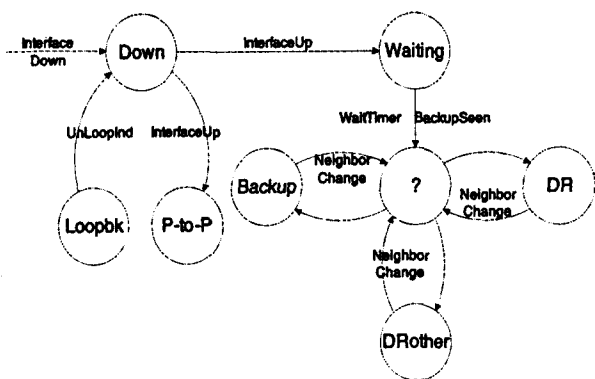 Interface
Down
Down
InterfaceUp
Waiting
UnLoopInd
InterfaceUp
WaitTimer
BackupSeen
Backup
Neighbor
Change
?
Neighbor
Change
DR
Loopbk
P-to-P
Neighbor
Change
DRother